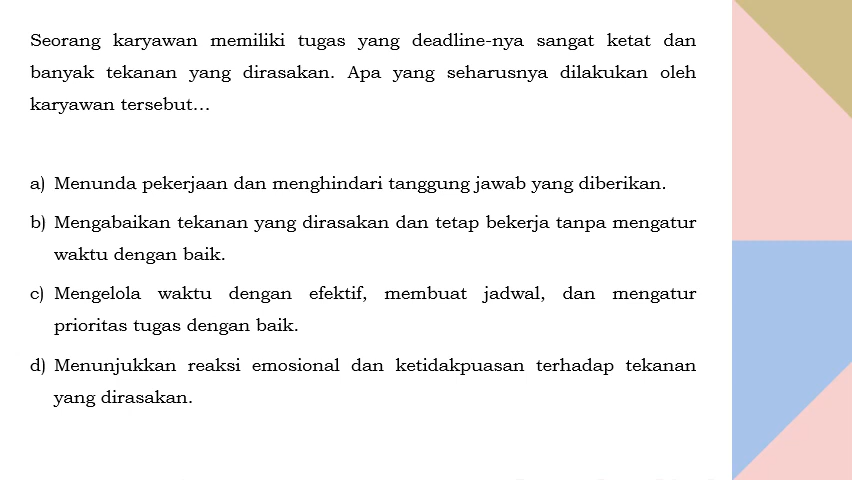 Seorang karyawan memiliki tugas yang deadline-nya sangat ketat dan
banyak tekanan yang dirasakan. Apa yang seharusnya dilakukan oleh
karyawan tersebut...
a) Menunda pekerjaan dan menghindari tanggung jawab yang diberikan.
b) Mengabaikan tekanan yang dirasakan dan tetap bekerja tanpa mengatur
waktu dengan baik.
c) Mengelola waktu dengan efektif, membuat jadwal, dan mengatur
prioritas tugas dengan baik.
d) Menunjukkan reaksi emosional dan ketidakpuasan terhadap tekanan
yang dirasakan.